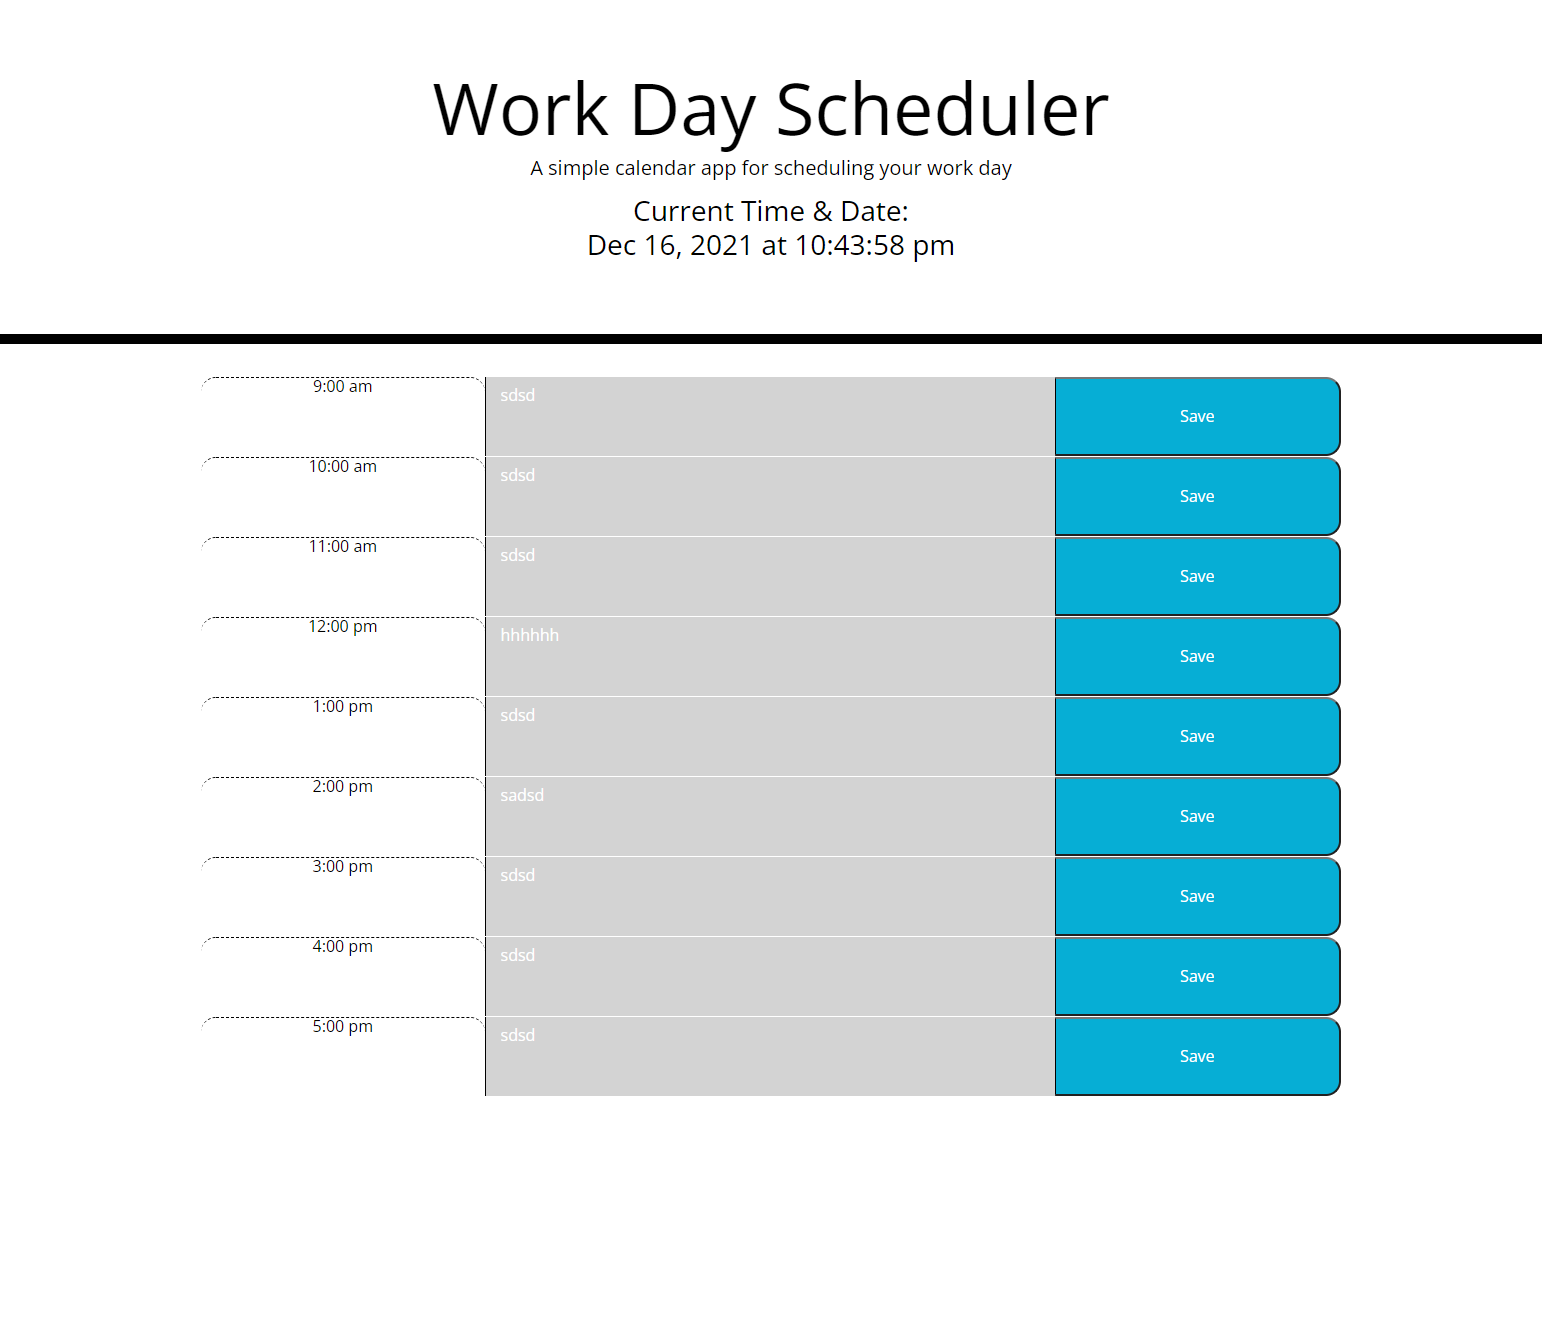 Work Day Scheduler
A simple calendar app for scheduling your work day
Current Time & Date:
Dec 16, 2021 at 10:43:58 pm
9:00 am sdsd Save
10:00 am sdsd Save
11:00 am sdsd Save
12:00 pm hhhhhh Save
1:00 pm sdsd Save
2:00 pm sadsd Save
3:00 pm sdsd Save
4:00 pm sdsd Save
5:00 pm sdsd Save